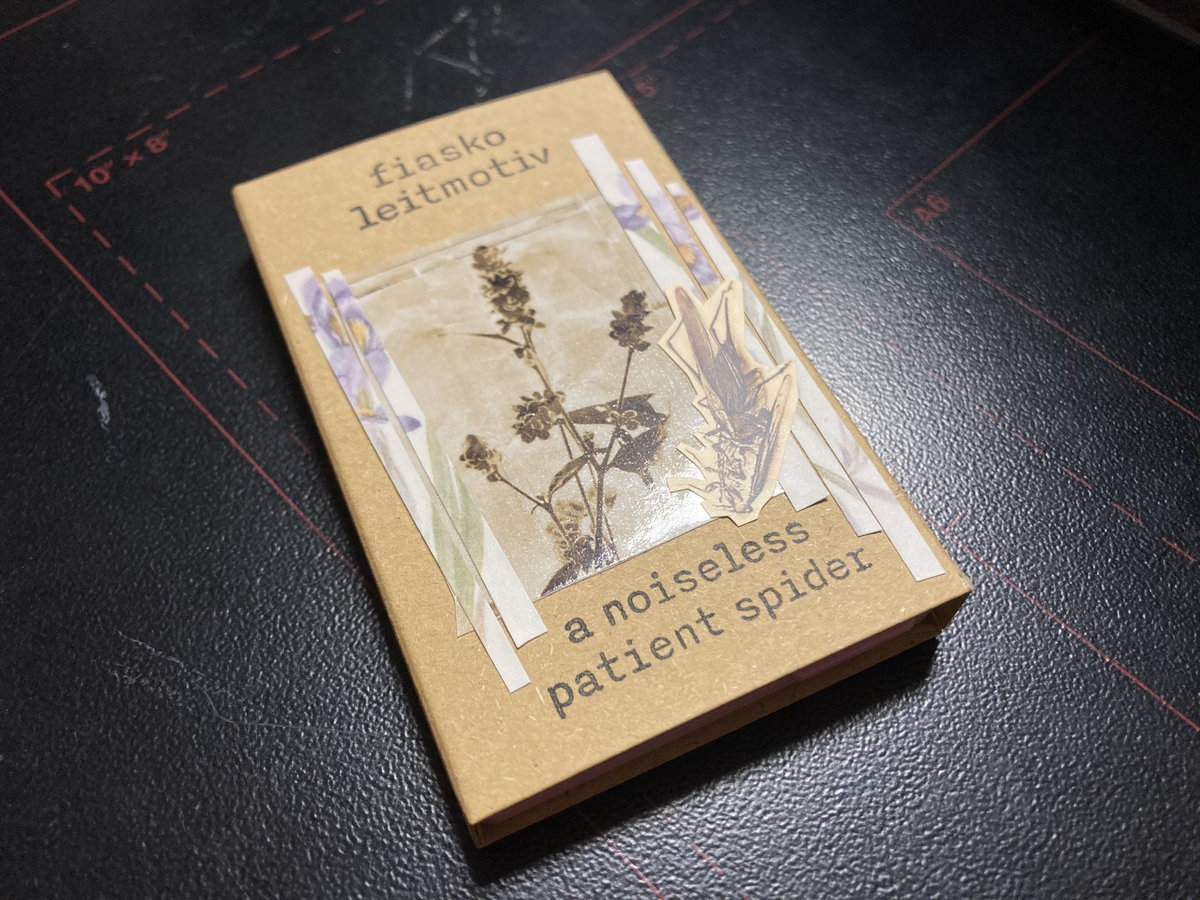 fiasko
leitmotiv
a noiseless
patient spider
10" × 8"
A6